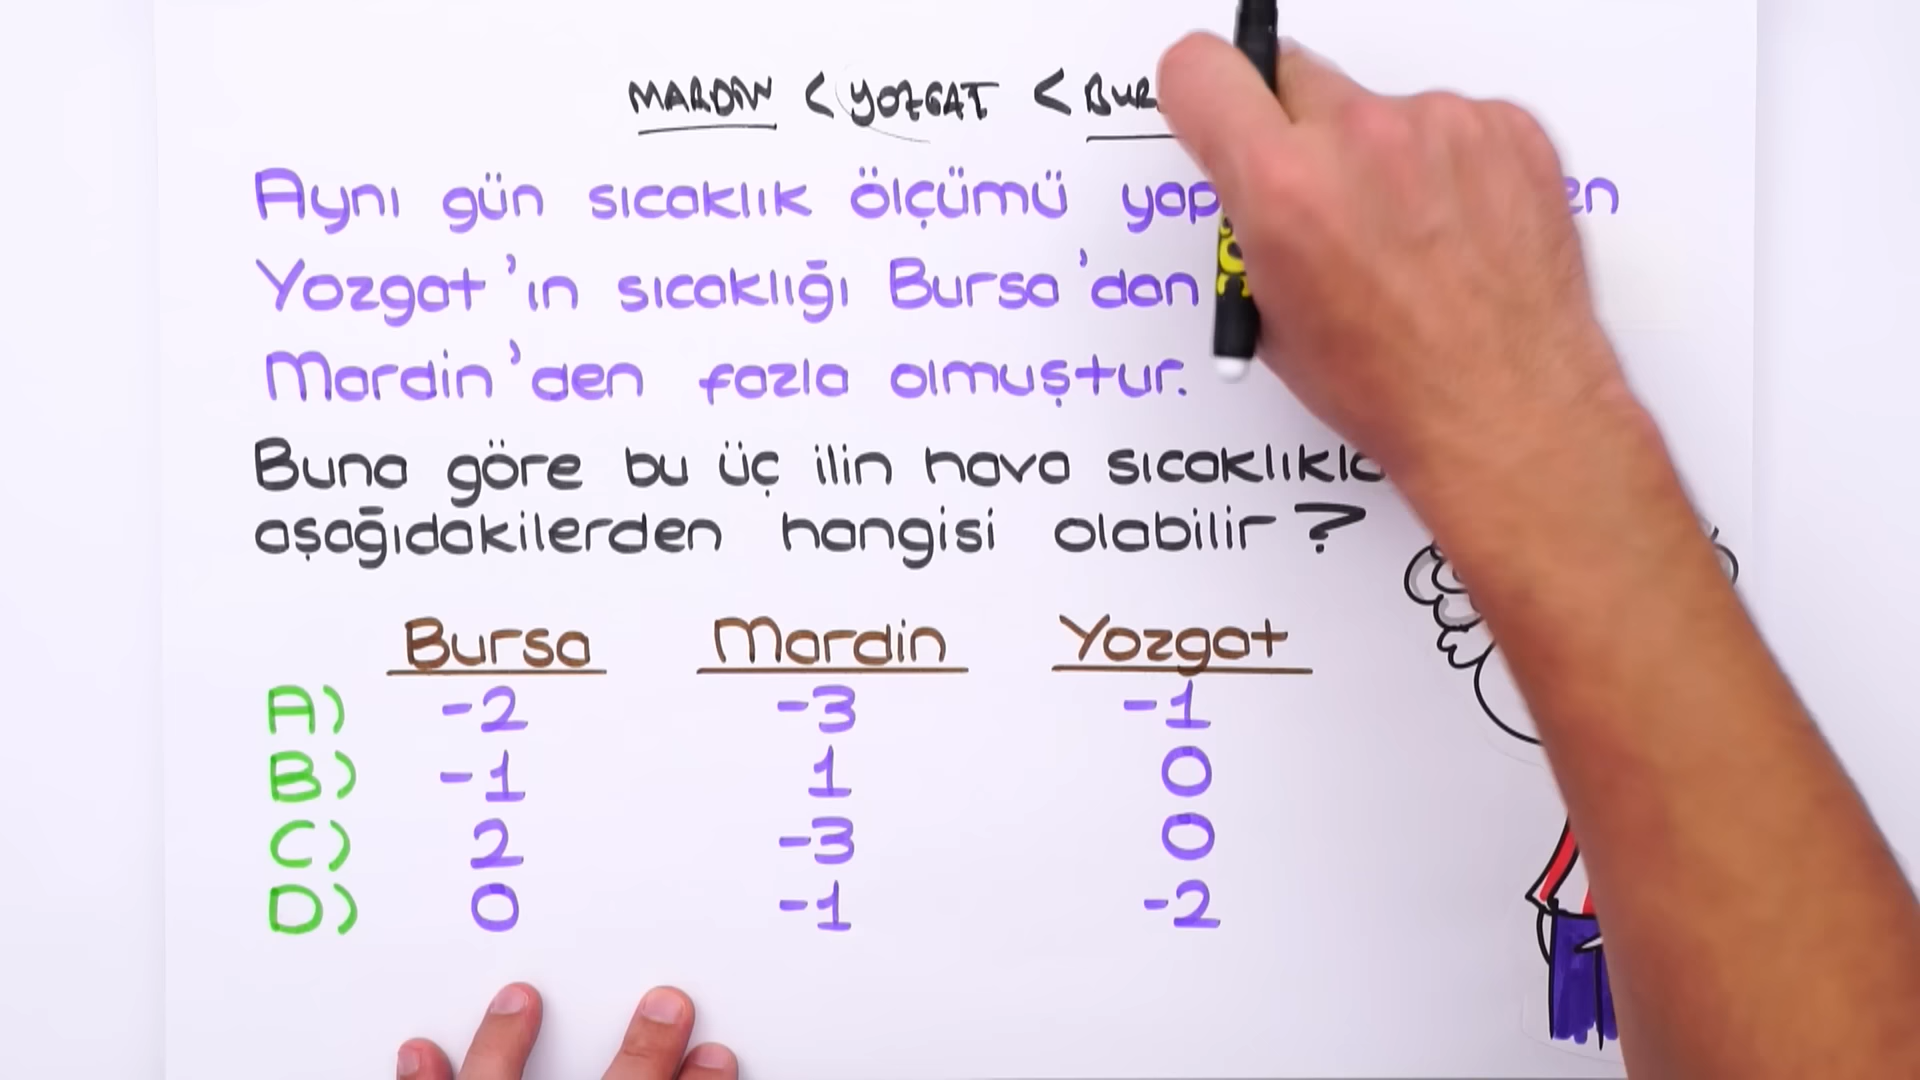 MARDİN < YOZGAT <
Aynı gün sıcaklık ölçümü
Yozgat'ın sıcaklığı Bursa'dan
Mardin'den fazla olmuştur.
Buna göre bu üç ilin hava
aşağıdakilerden hangisi olabilir?
Bursa Mardin Yozgat
A) -2 -3 -1
B) -1 1 0
C) 2 -3 0
D) 0 -1 -2